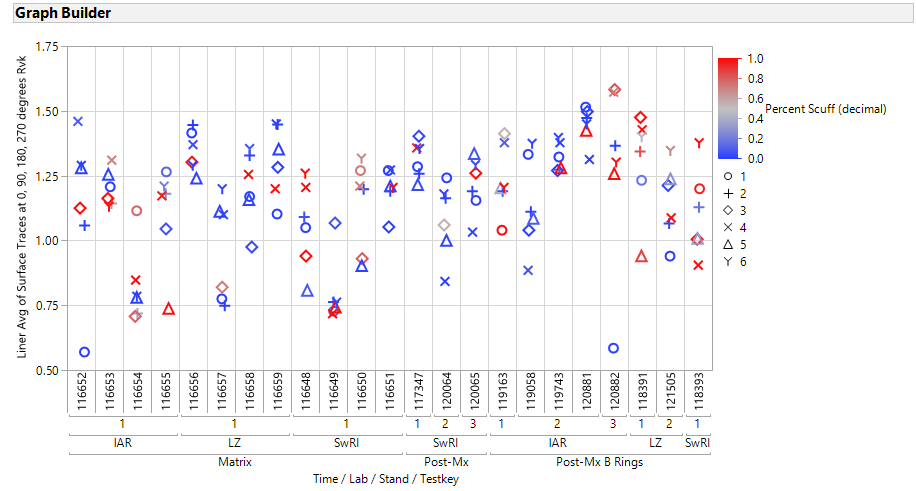 Graph Builder
Liner Avg of Surface Traces at 0, 90, 180, 270 degrees Rvk
1.75
1.50
1.25
1.00
0.75
0.50
116652 116653 116654 116655 116656 116657 116658 116659 116648 116649 116650 116651 117347 120064 120065 119163 119058 119743 120881 120882 118391 121505 118393
1 1 1 1 2 3 1 2 3 1 2 1
IAR LZ SwRI SwRI IAR LZ SwRI
Matrix Post-Mx Post-Mx B Rings
Time / Lab / Stand / Testkey
1.0
0.8
0.6
0.4
0.2
0.0
Percent Scuff (decimal)
1
2
3
4
5
6